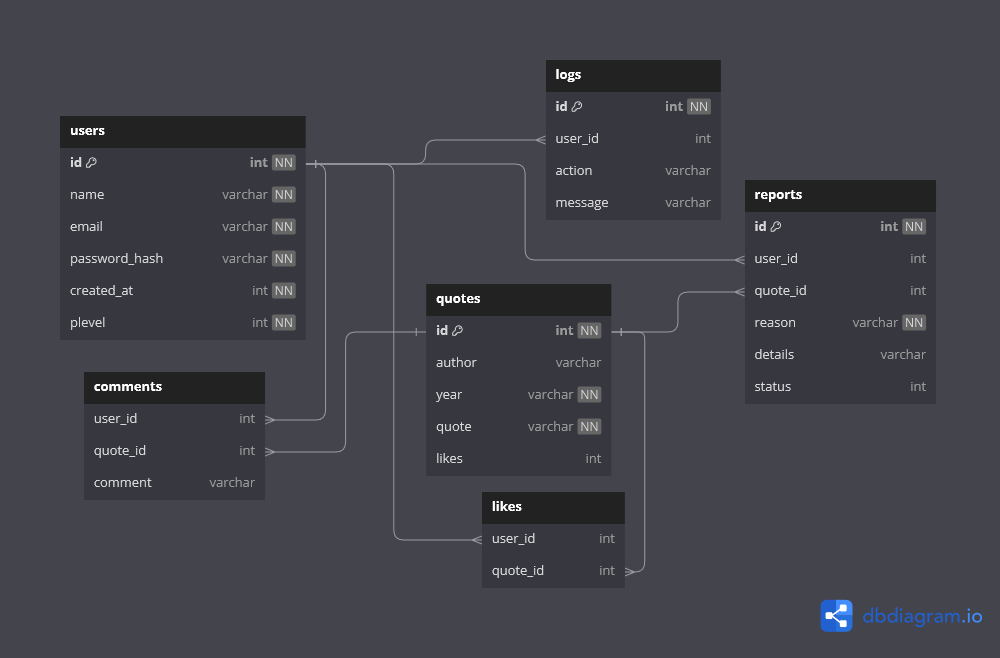 users
id int NN
name varchar NN
email varchar NN
password_hash varchar NN
created_at int NN
plevel int NN
logs
id int NN
user_id int
action varchar
message varchar
reports
id int NN
user_id int
quote_id int
reason varchar NN
details varchar
status int
quotes
id int NN
author varchar
year varchar NN
quote varchar NN
likes int
comments
user_id int
quote_id int
comment varchar
likes
user_id int
quote_id int
dbdiagram.io